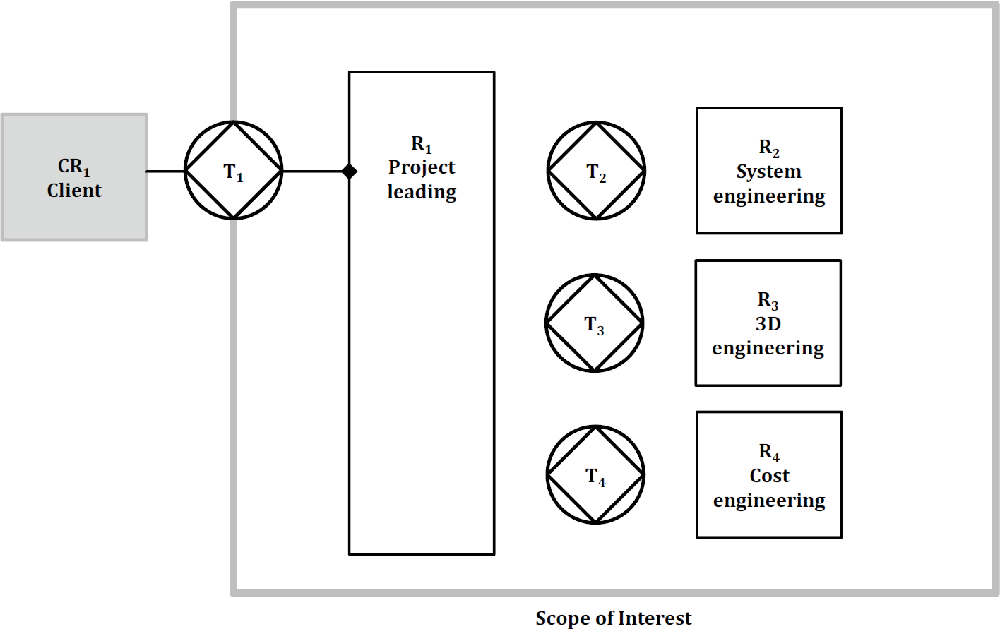 CR₁
Client
T₁
R₁
Project
leading
T₂
R₂
System
engineering
T₃
R₃
3D
engineering
T₄
R₄
Cost
engineering
Scope of Interest